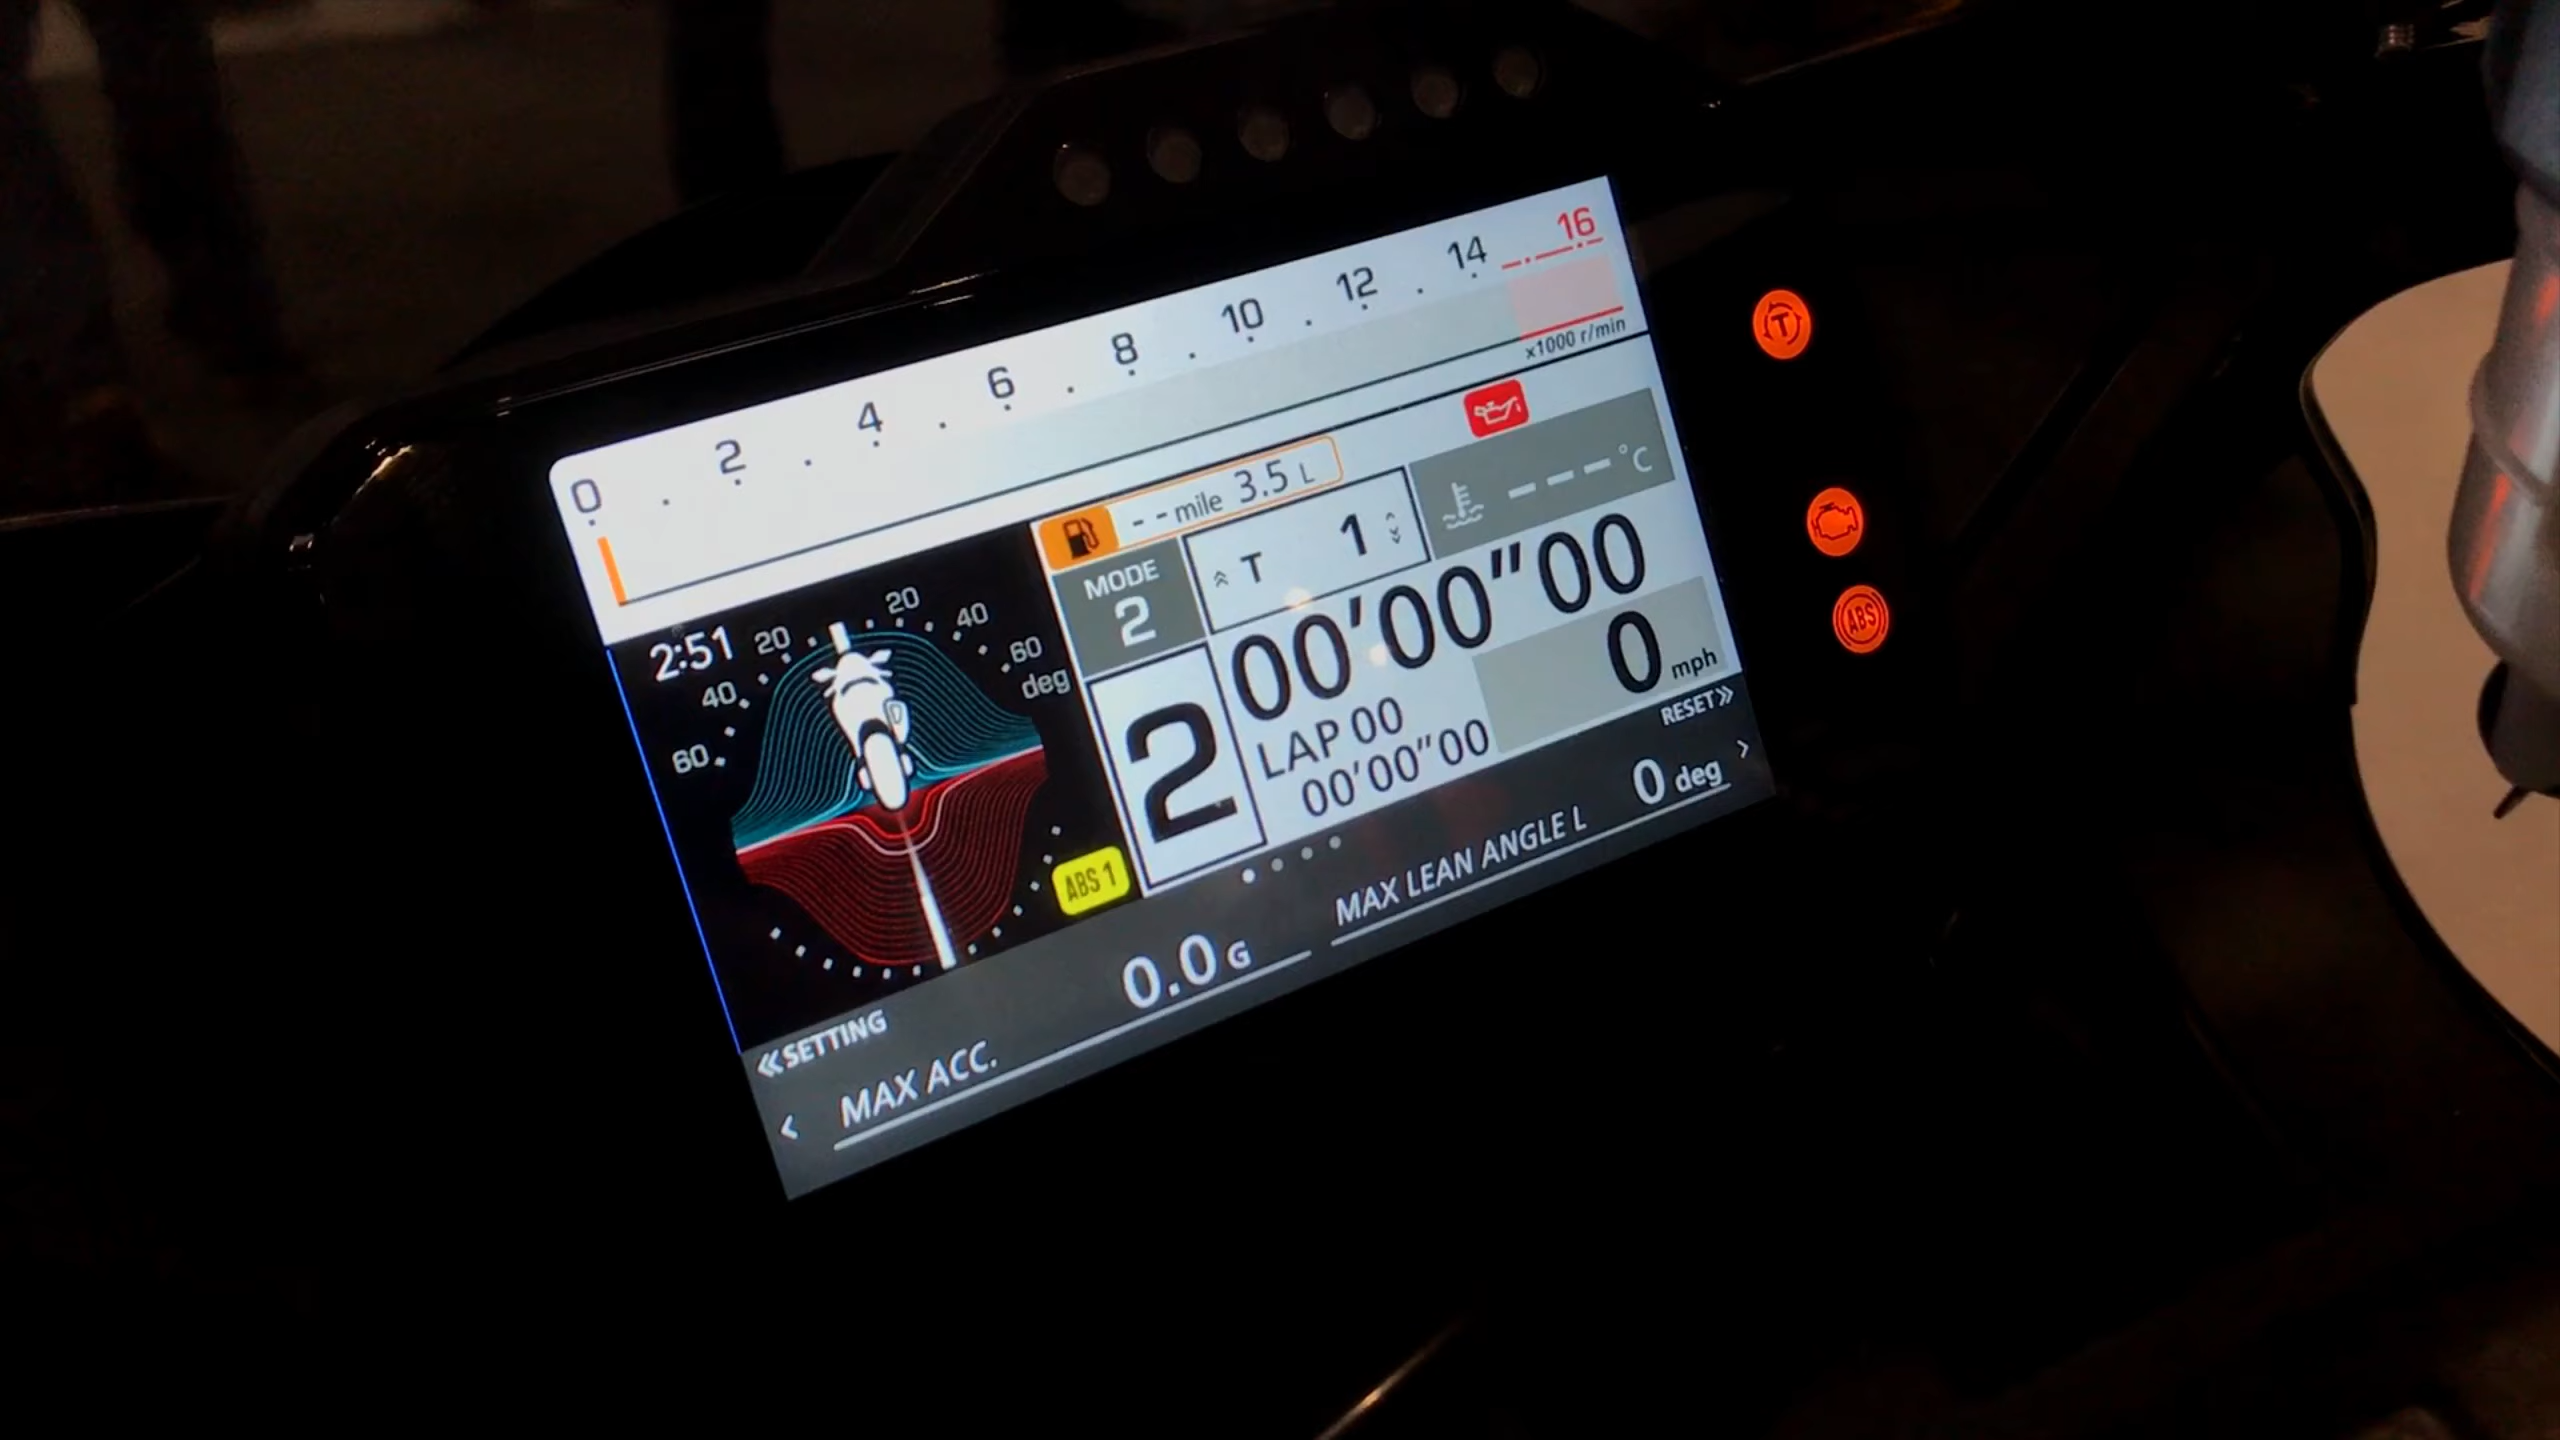 0 2 4 6 8 10 12 14 16
x1000 r/min
-- mile 3.5 L
---°C
MODE
2
T 1
2:51
60 40 20 20 40 60
deg
00'00"00
2
LAP 00
00'00"00
0 mph
ABS 1
RESET»
«SETTING
< MAX ACC. 0.0 G
MAX LEAN ANGLE L 0 deg >
T
ABS